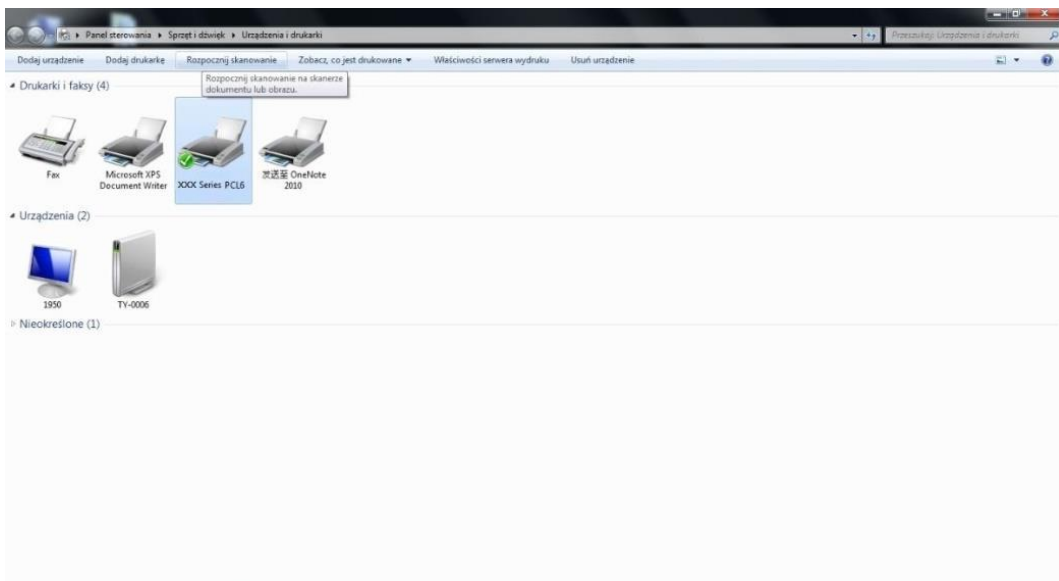 Panel sterowania ▸ Sprzęt i dźwięk ▸ Urządzenia i drukarki
Przeszukaj: Urządzenia i drukarki
Dodaj urządzenie Dodaj drukarkę Rozpocznij skanowanie Zobacz, co jest drukowane Właściwości serwera wydruku Usuń urządzenie
Rozpocznij skanowanie na skanerze
dokumentu lub obrazu.
Drukarki i faksy (4)
Fax
Microsoft XPS
Document Writer
XXX Series PCL6
发送至 OneNote
2010
Urządzenia (2)
1950
TY-0006
Nieokreślone (1)